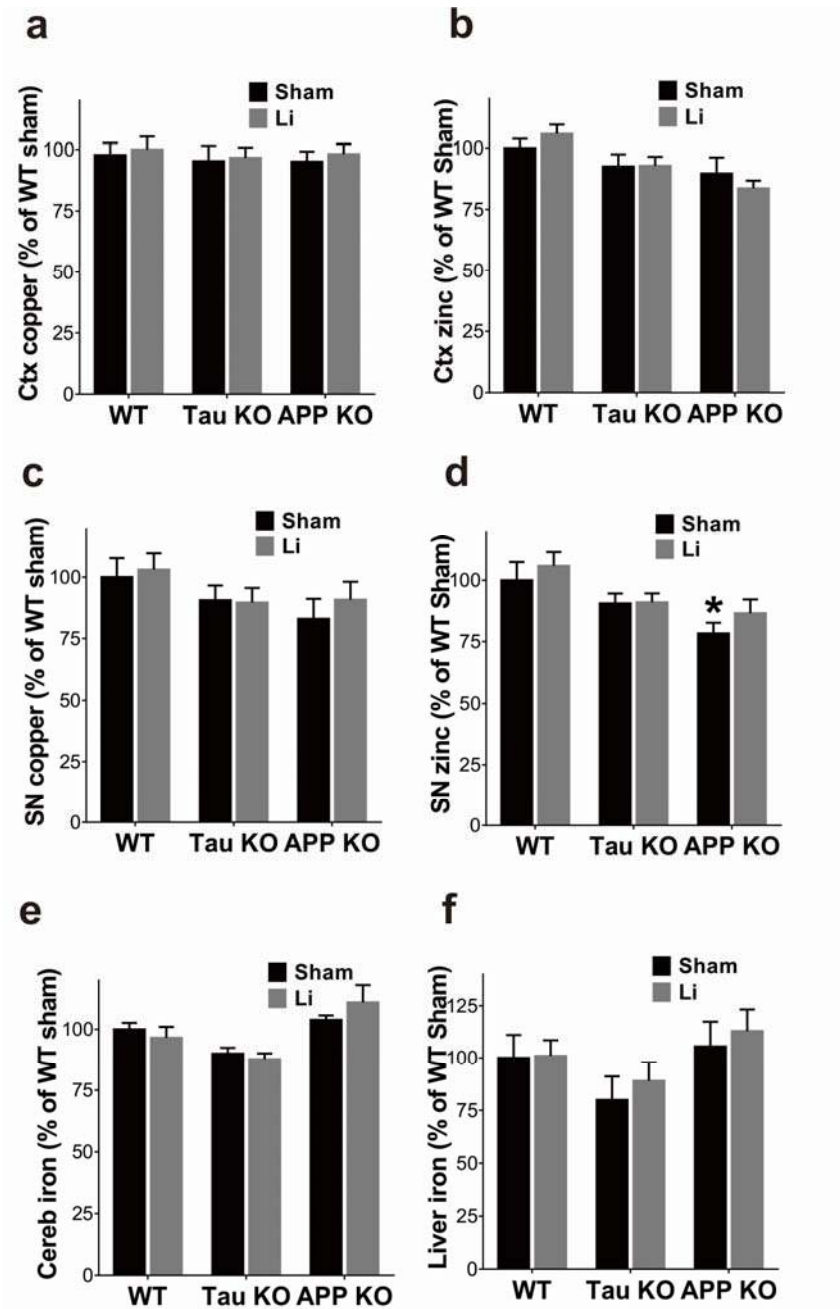 a
Sham
Li
Ctx copper (% of WT sham)
100
75
50
25
0
WT Tau KO APP KO
b
Sham
Li
Ctx zinc (% of WT Sham)
100
75
50
25
0
WT Tau KO APP KO
c
Sham
Li
SN copper (% of WT sham)
100
75
50
25
0
WT Tau KO APP KO
d
Sham
Li
SN zinc (% of WT Sham)
100
75
50
25
0
*
WT Tau KO APP KO
e
Sham
Li
Cereb iron (% of WT sham)
100
75
50
25
0
WT Tau KO APP KO
f
Sham
Li
Liver iron (% of WT Sham)
125
100
75
50
25
0
WT Tau KO APP KO